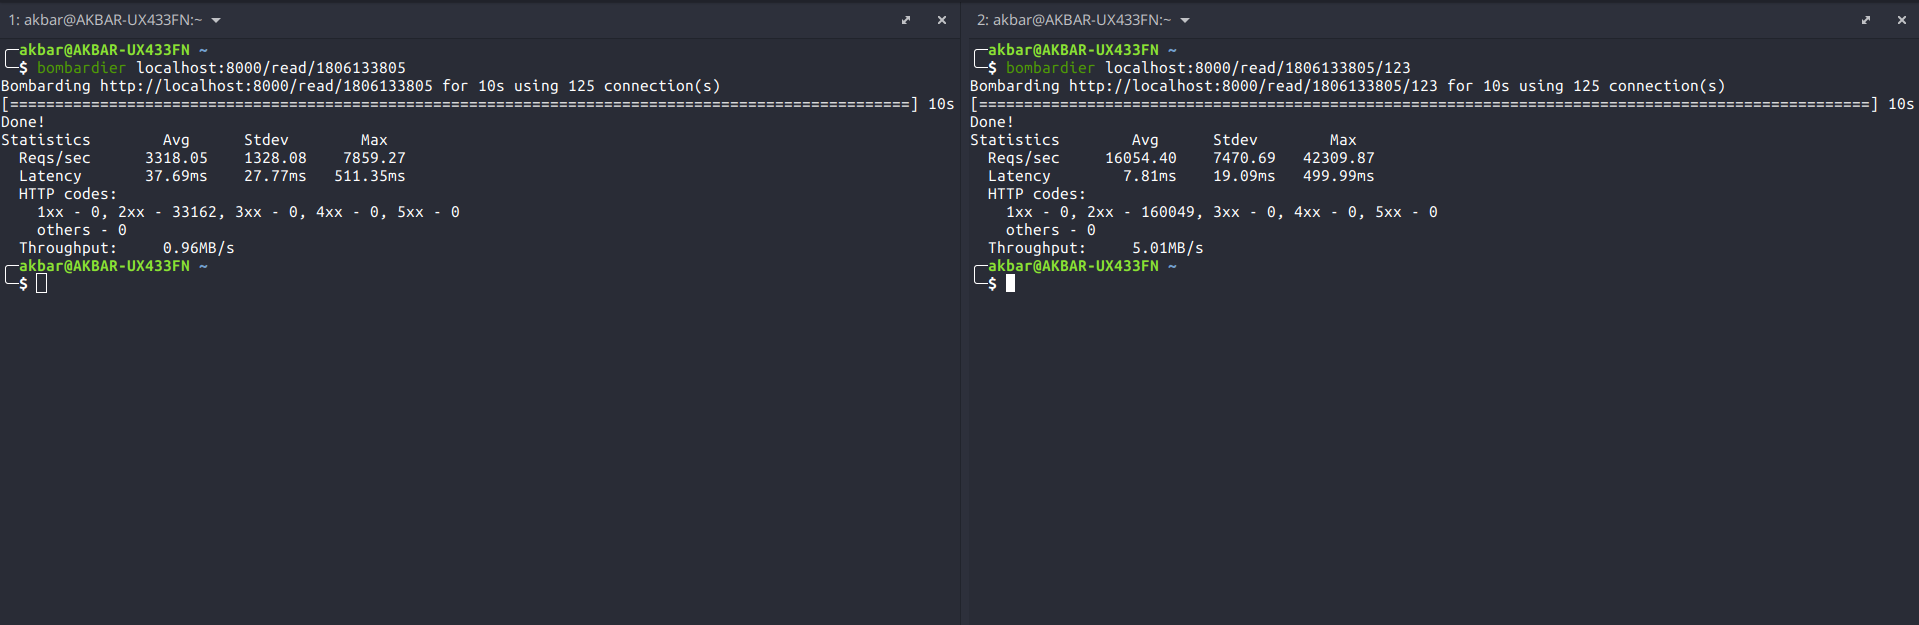 1: akbar@AKBAR-UX433FN:~
akbar@AKBAR-UX433FN ~
$ bombardier localhost:8000/read/1806133805
Bombarding http://localhost:8000/read/1806133805 for 10s using 125 connection(s)
[====================================================================================================] 10s
Done!
Statistics        Avg      Stdev        Max
  Reqs/sec      3318.05    1328.08    7859.27
  Latency       37.69ms    27.77ms   511.35ms
  HTTP codes:
    1xx - 0, 2xx - 33162, 3xx - 0, 4xx - 0, 5xx - 0
    others - 0
  Throughput:     0.96MB/s
akbar@AKBAR-UX433FN ~
$
2: akbar@AKBAR-UX433FN:~
akbar@AKBAR-UX433FN ~
$ bombardier localhost:8000/read/1806133805/123
Bombarding http://localhost:8000/read/1806133805/123 for 10s using 125 connection(s)
[===================================================================================================] 10s
Done!
Statistics        Avg      Stdev        Max
  Reqs/sec     16054.40    7470.69   42309.87
  Latency        7.81ms    19.09ms   499.99ms
  HTTP codes:
    1xx - 0, 2xx - 160049, 3xx - 0, 4xx - 0, 5xx - 0
    others - 0
  Throughput:     5.01MB/s
akbar@AKBAR-UX433FN ~
$